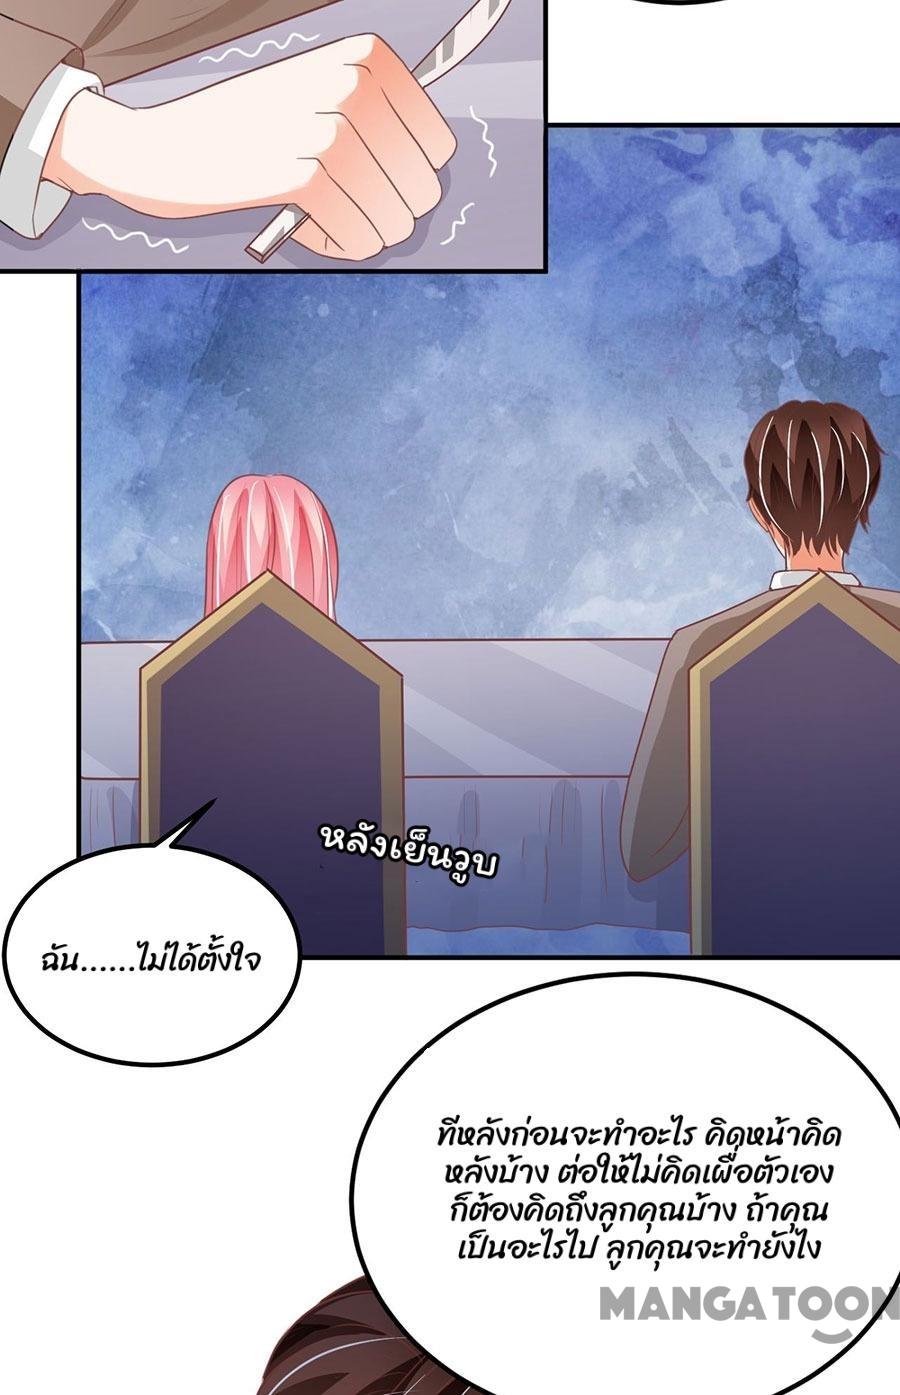 หลังเย็นวูบ
ฉัน......ไม่ได้ตั้งใจ
ทีหลังก่อนจะทำอะไร คิดหน้าคิด
หลังบ้าง ต่อให้ไม่คิดเผื่อตัวเอง
ก็ต้องคิดถึงลูกคุณบ้าง ถ้าคุณ
เป็นอะไรไป ลูกคุณจะทำยังไง
MANGATOON